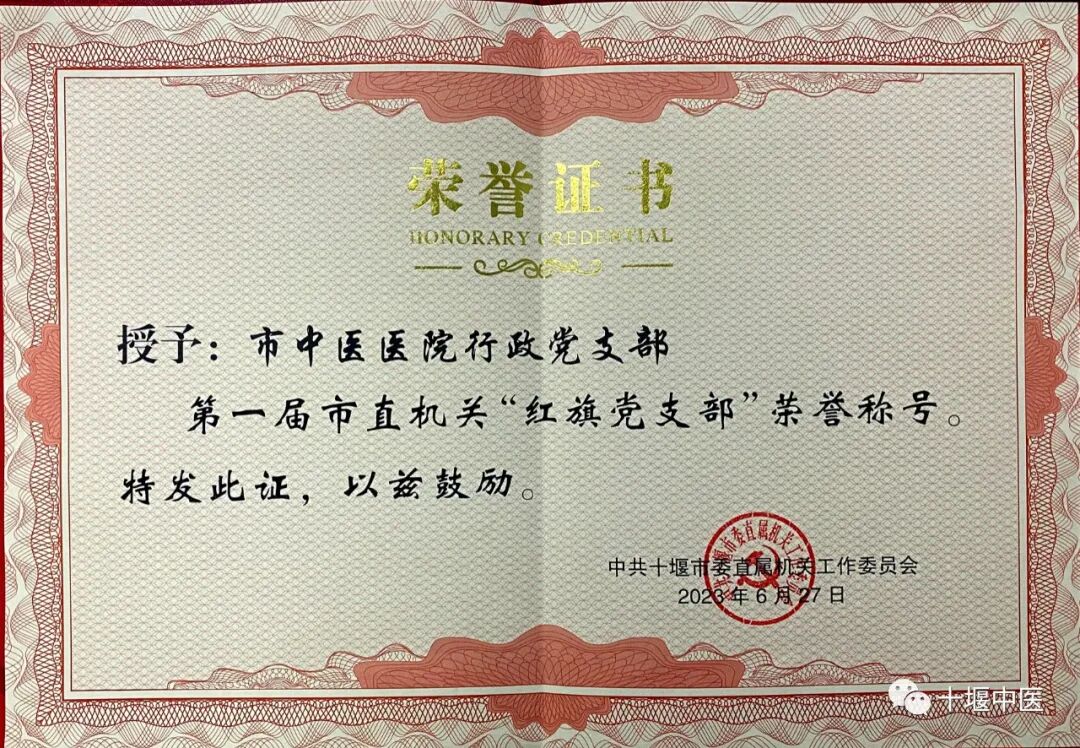 荣誉证书
HONORARY CREDENTIAL
授予：市中医医院行政党支部
第一届市直机关“红旗党支部”荣誉称号。
特发此证，以兹鼓励。
中共十堰市委直属机关工作委员会
2023年6月27日
十堰中医